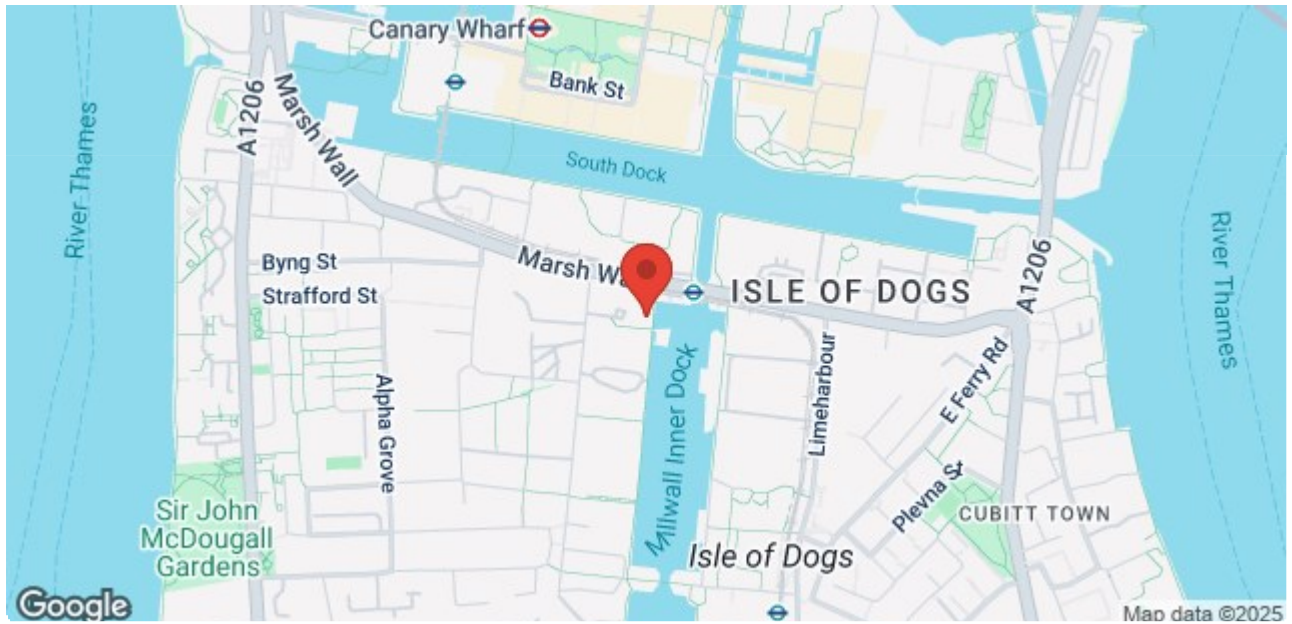 Canary Wharf
Bank St
A1206
Marsh Wall
River Thames
South Dock
Byng St
Strafford St
Marsh Wa
ISLE OF DOGS
A1206
River Thames
Alpha Grove
Millwall Inner Dock
Limeharbour
E Ferry Rd
Plevna St
CUBITT TOWN
Sir John
McDougall
Gardens
Isle of Dogs
Google
Map data ©2025